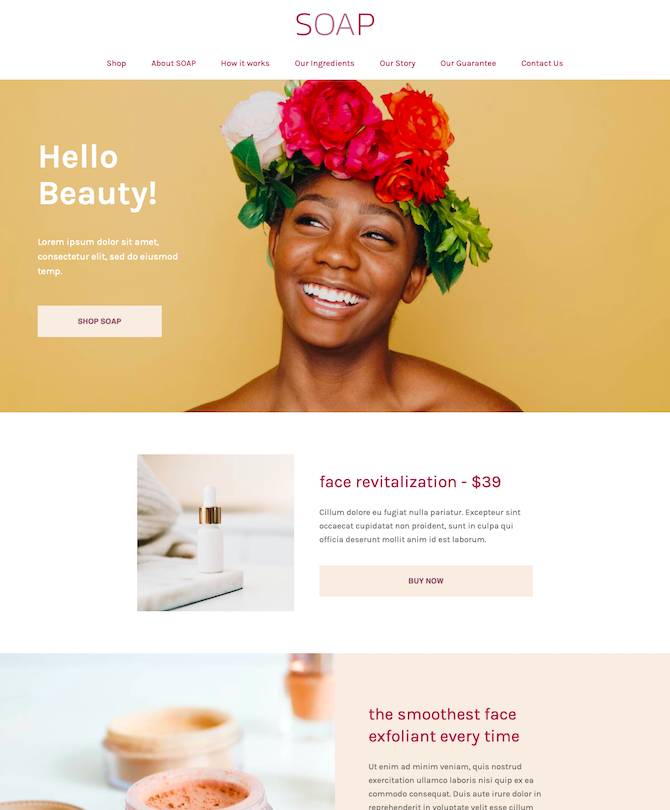 SOAP
Shop About SOAP How it works Our Ingredients Our Story Our Guarantee Contact Us
Hello
Beauty!
Lorem ipsum dolor sit amet,
consectetur elit, sed do eiusmod
temp.
SHOP SOAP
face revitalization - $39
Cillum dolore eu fugiat nulla pariatur. Excepteur sint
occaecat cupidatat non proident, sunt in culpa qui
officia deserunt mollit anim id est laborum.
BUY NOW
the smoothest face
exfoliant every time
Ut enim ad minim veniam, quis nostrud
exercitation ullamco laboris nisi quip ex ea
commodo consequat. Duis aute irure dolor in
reprehenderit in voluptate velit esse cillum